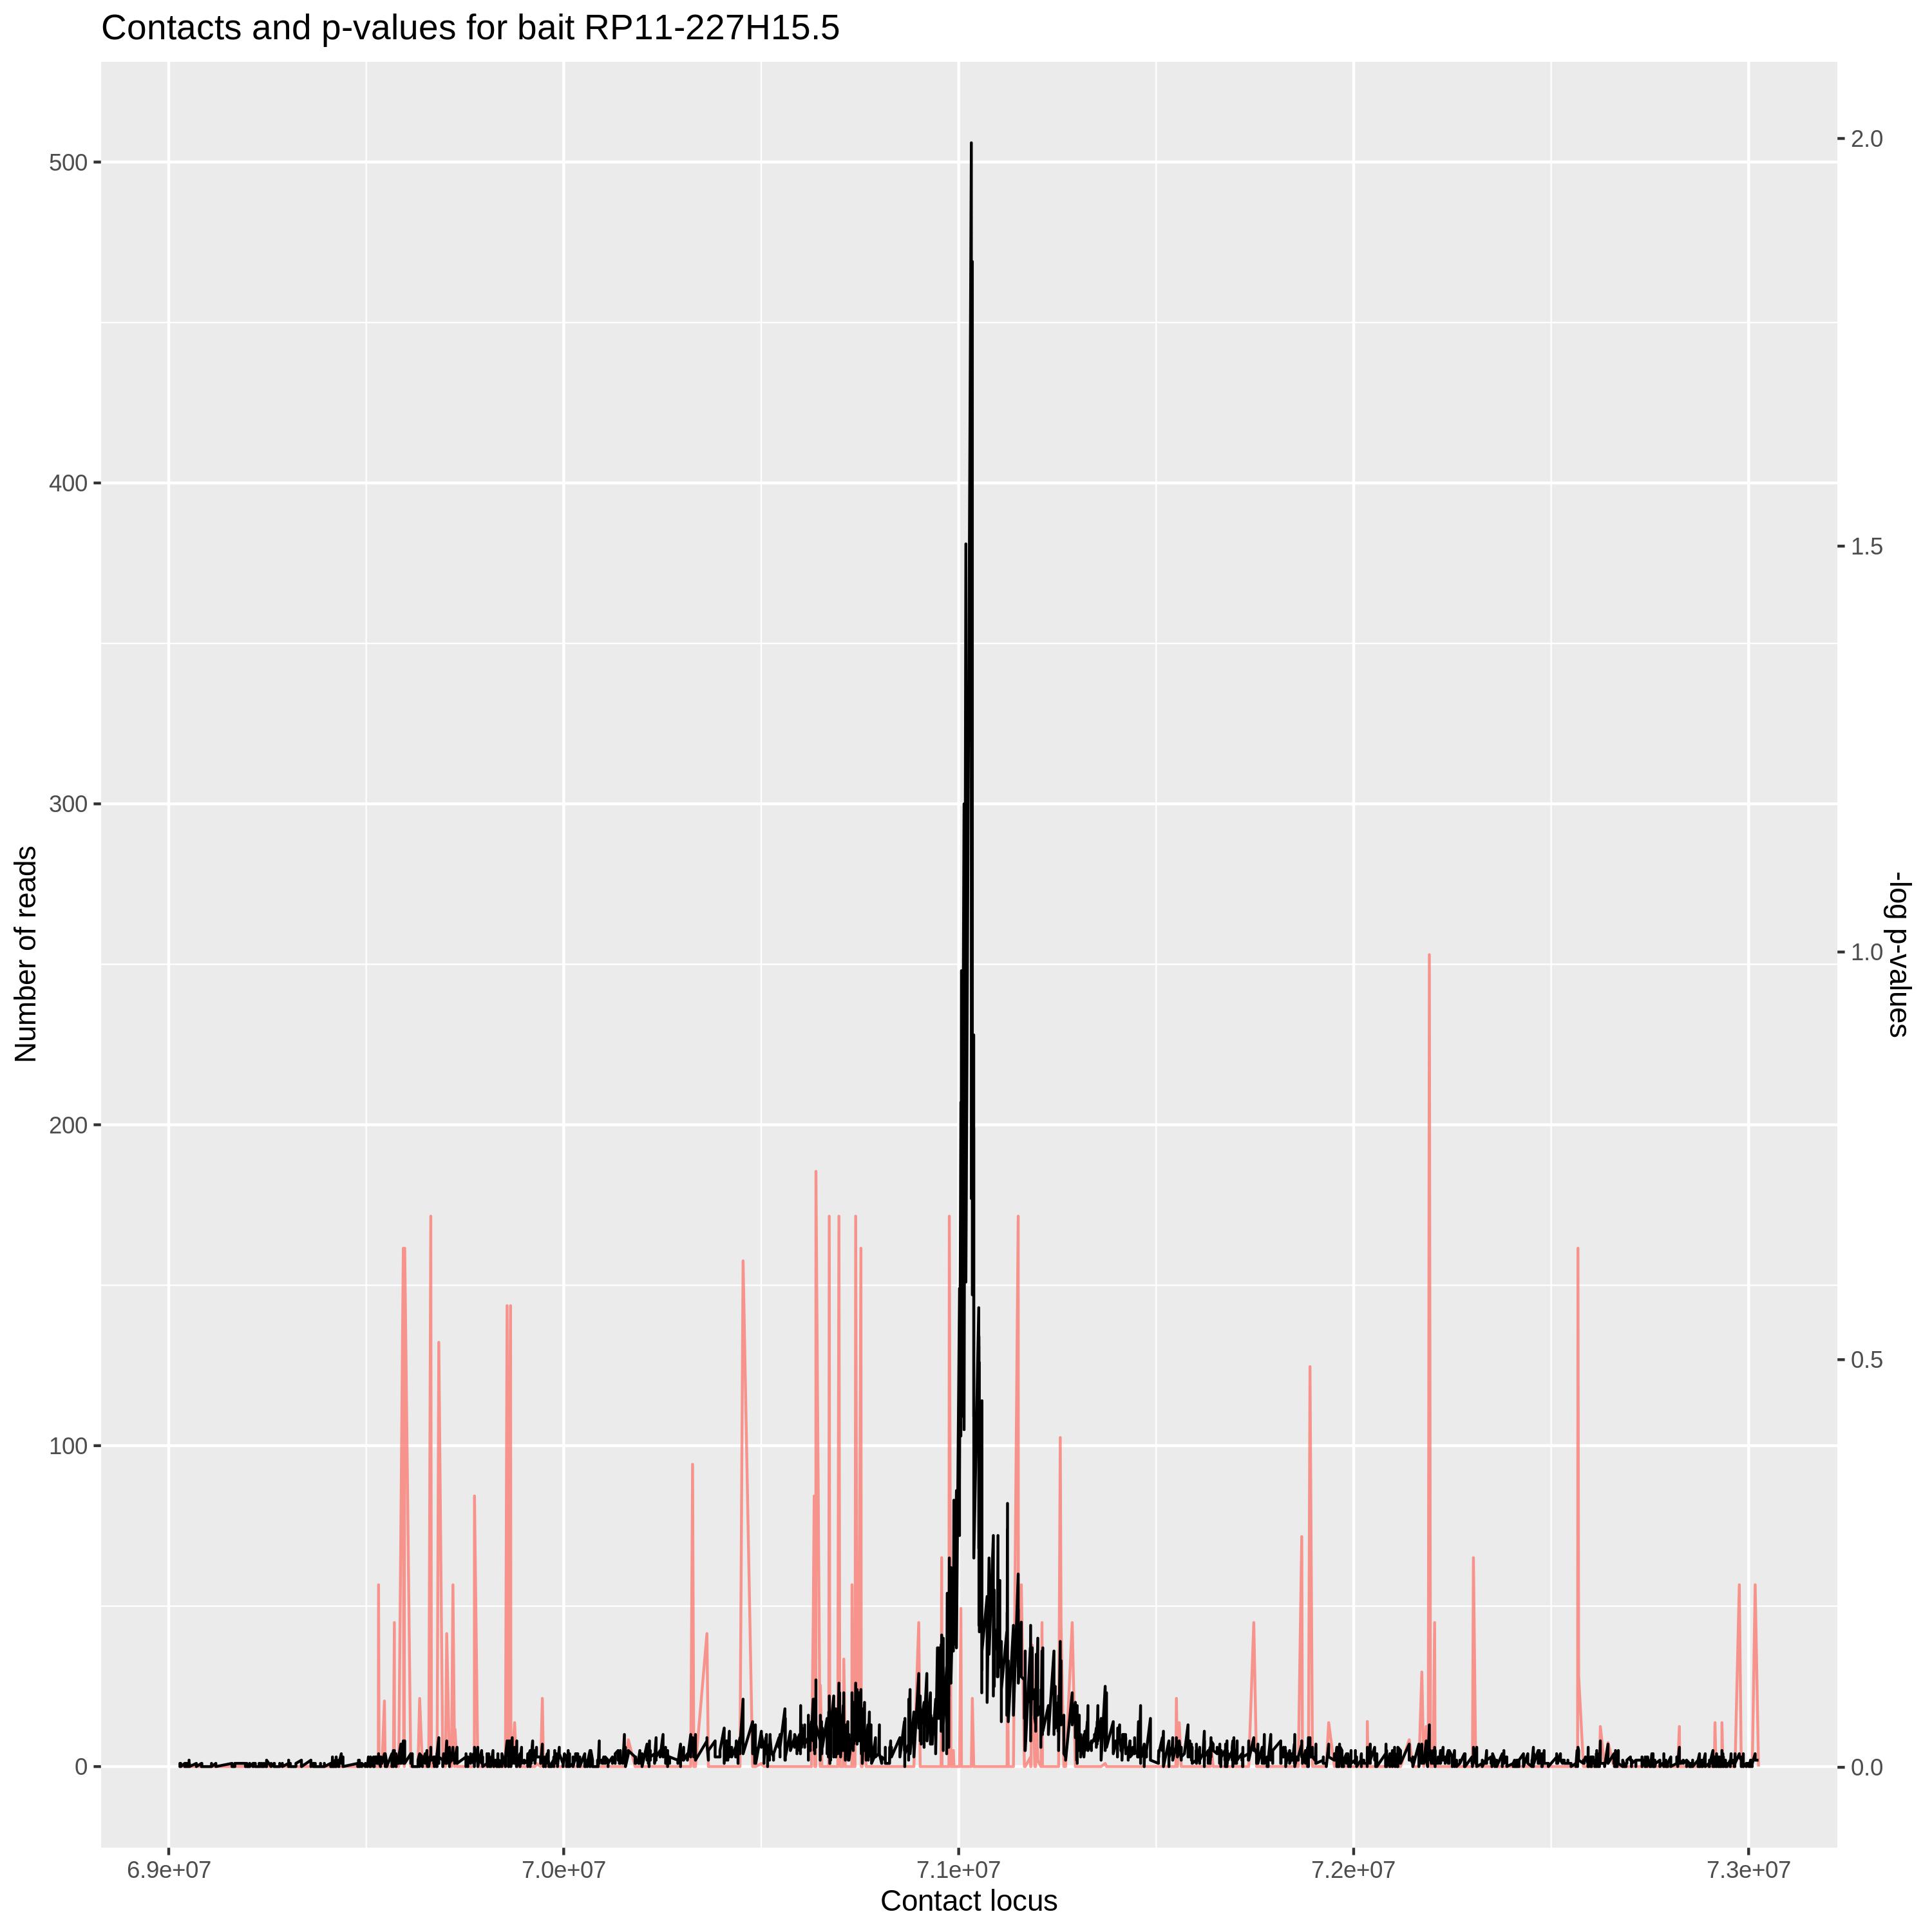 Contacts and p-values for bait RP11-227H15.5
500
400
300
200
100
0
Number of reads
2.0
1.5
1.0
0.5
0.0
-log p-values
6.9e+07
7.0e+07
7.1e+07
7.2e+07
7.3e+07
Contact locus